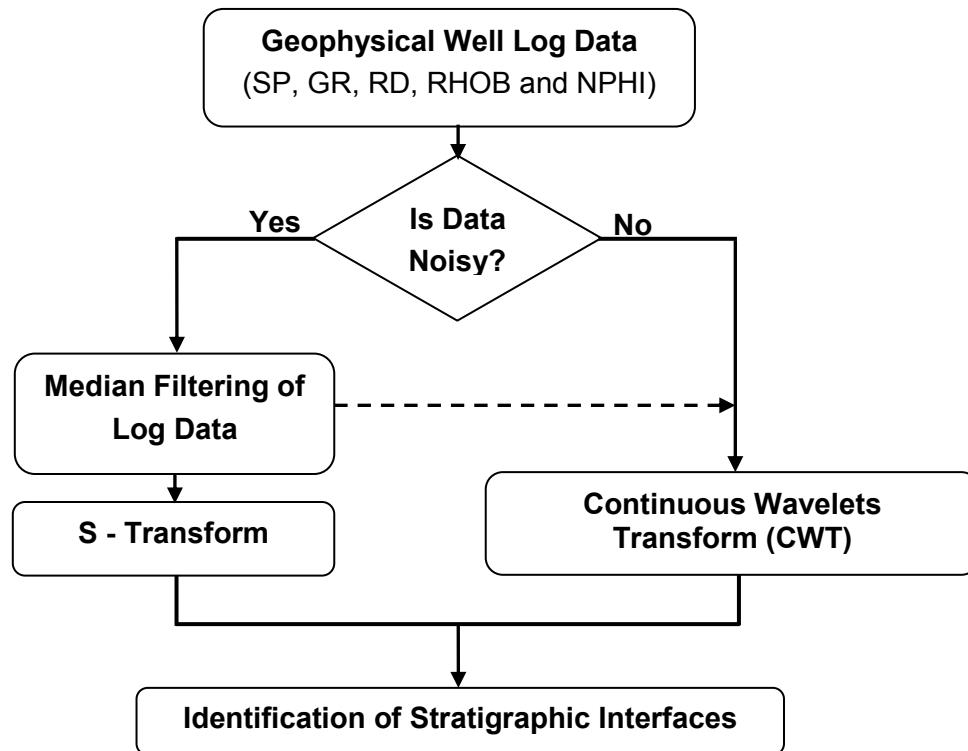 Geophysical Well Log Data
(SP, GR, RD, RHOB and NPHI)
Yes
Is Data
Noisy?
No
Median Filtering of
Log Data
S - Transform
Continuous Wavelets
Transform (CWT)
Identification of Stratigraphic Interfaces